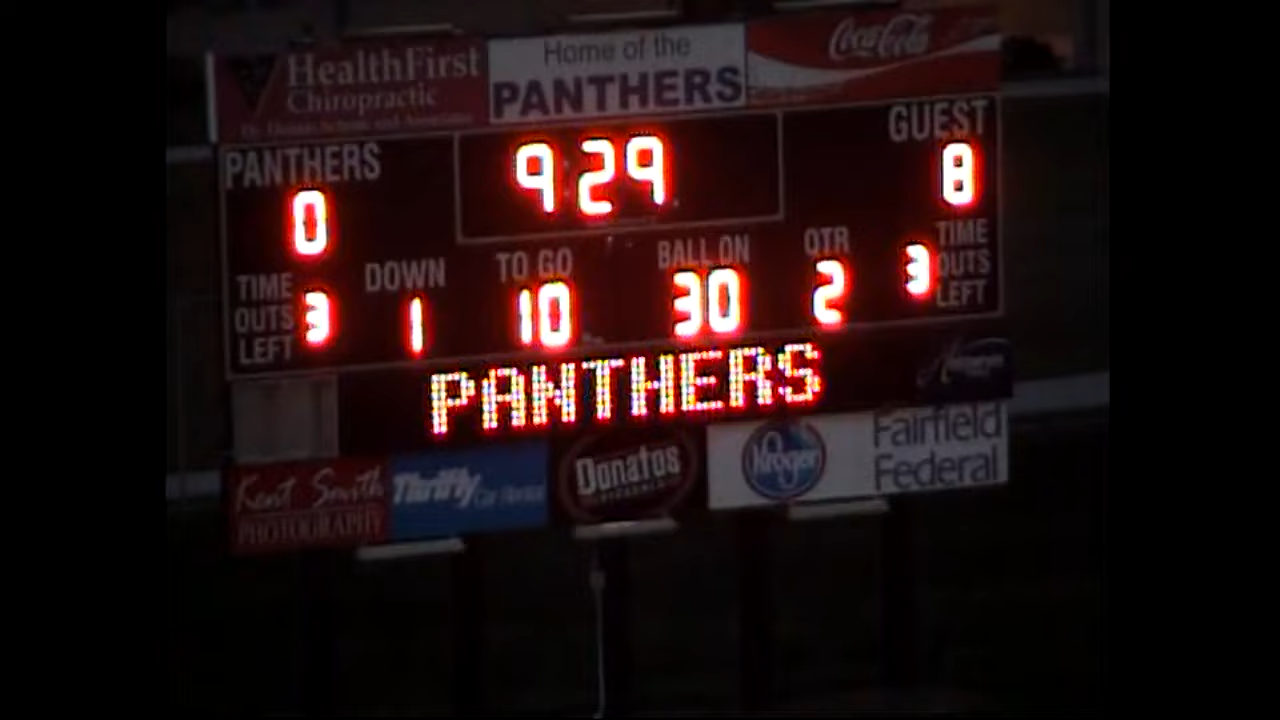 HealthFirst
Chiropractic
Home of the
PANTHERS
Coca-Cola
PANTHERS
0
9 29
GUEST
8
TIME
OUTS
LEFT
3
DOWN
1
TO GO
10
BALL ON
30
QTR
2
3
TIME
OUTS
LEFT
PANTHERS
Kent Smith
PHOTOGRAPHY
Thrifty
Car Rental
Donatos
Kroger
Fairfield
Federal